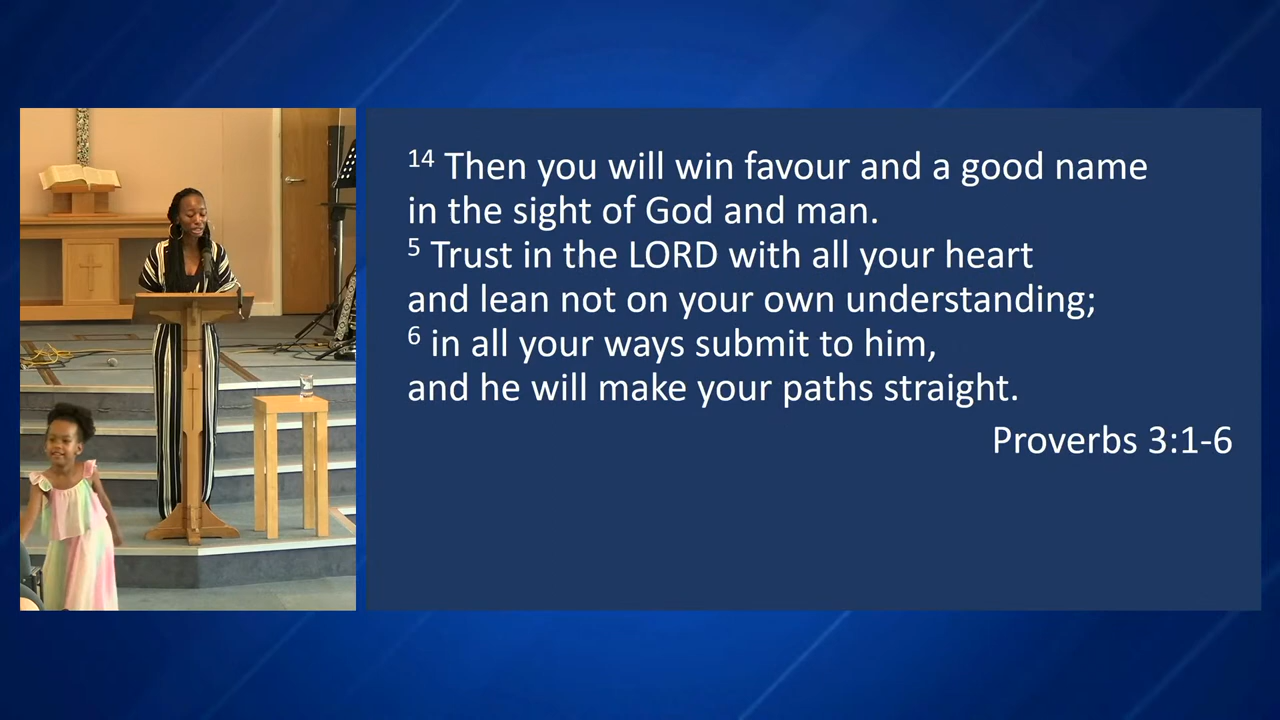 14 Then you will win favour and a good name
in the sight of God and man.
5 Trust in the LORD with all your heart
and lean not on your own understanding;
6 in all your ways submit to him,
and he will make your paths straight.
Proverbs 3:1-6